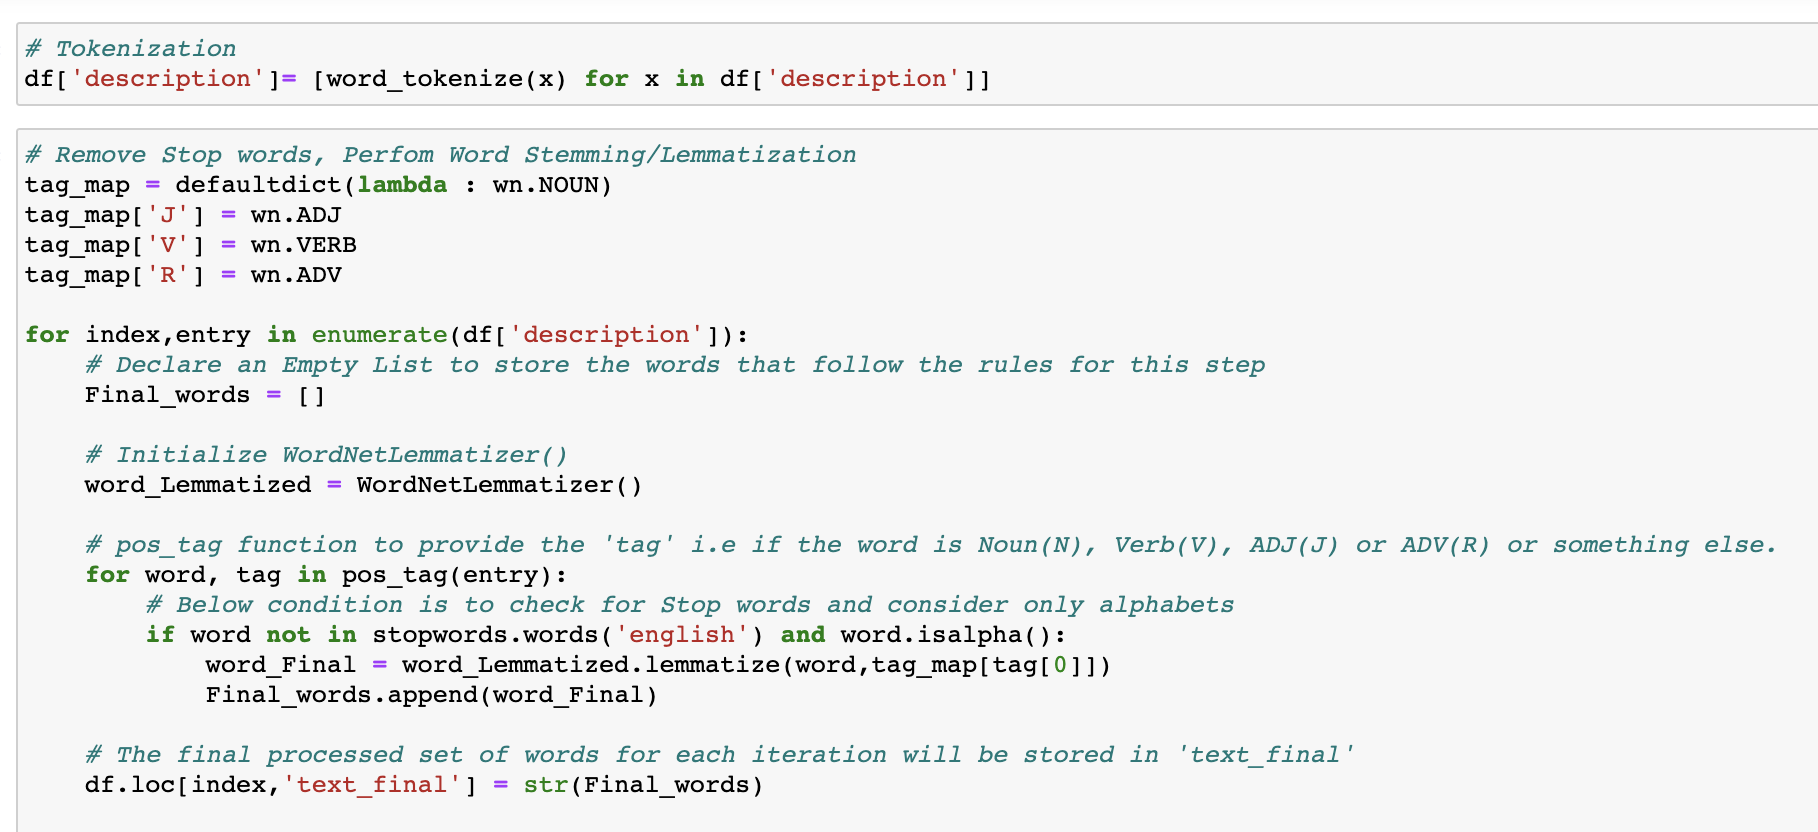 # Tokenization
df['description']= [word_tokenize(x) for x in df['description']]
# Remove Stop words, Perfom Word Stemming/Lemmatization
tag_map = defaultdict(lambda : wn.NOUN)
tag_map['J'] = wn.ADJ
tag_map['V'] = wn.VERB
tag_map['R'] = wn.ADV
for index,entry in enumerate(df['description']):
    # Declare an Empty List to store the words that follow the rules for this step
    Final_words = []
    # Initialize WordNetLemmatizer()
    word_Lemmatized = WordNetLemmatizer()
    # pos_tag function to provide the 'tag' i.e if the word is Noun(N), Verb(V), ADJ(J) or ADV(R) or something else.
    for word, tag in pos_tag(entry):
        # Below condition is to check for Stop words and consider only alphabets
        if word not in stopwords.words('english') and word.isalpha():
            word_Final = word_Lemmatized.lemmatize(word,tag_map[tag[0]])
            Final_words.append(word_Final)
    # The final processed set of words for each iteration will be stored in 'text_final'
    df.loc[index,'text_final'] = str(Final_words)